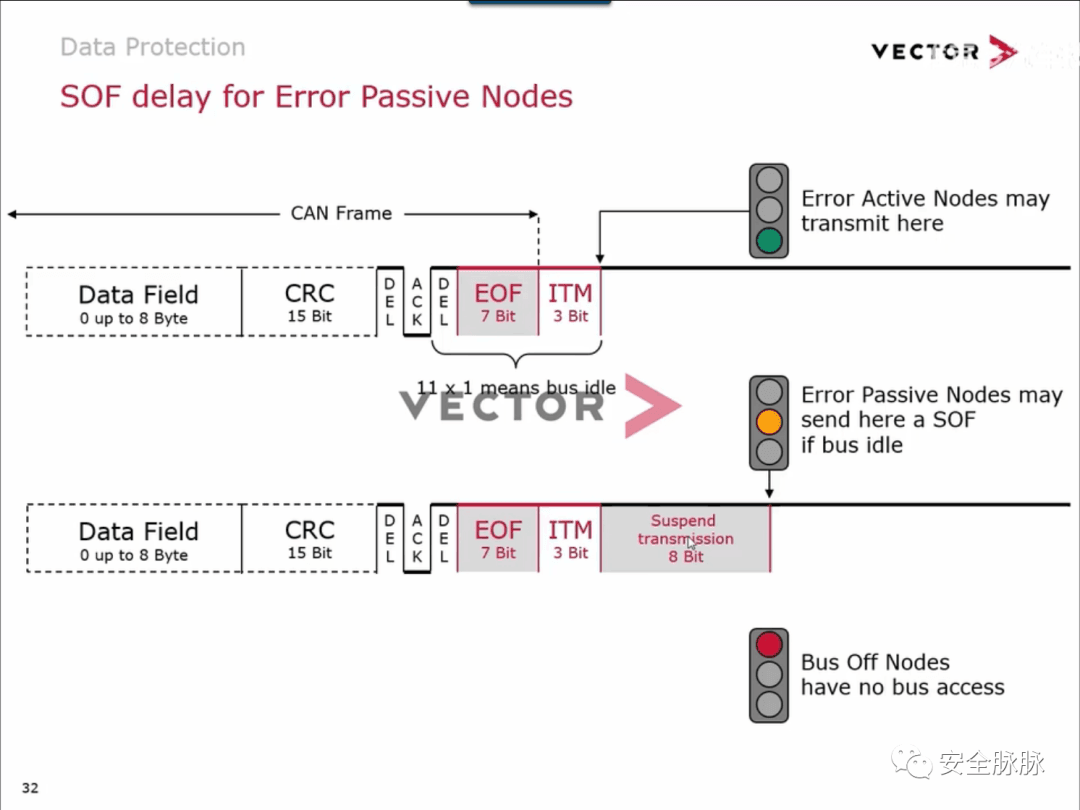 Data Protection
VECTOR
SOF delay for Error Passive Nodes
CAN Frame
Error Active Nodes may
transmit here
Data Field
0 up to 8 Byte
CRC
15 Bit
DEL
ACK
DEL
EOF
7 Bit
ITM
3 Bit
11 x 1 means bus idle
VECTOR
Error Passive Nodes may
send here a SOF
if bus idle
Data Field
0 up to 8 Byte
CRC
15 Bit
DEL
ACK
DEL
EOF
7 Bit
ITM
3 Bit
Suspend
transmission
8 Bit
Bus Off Nodes
have no bus access
安全脉脉
32